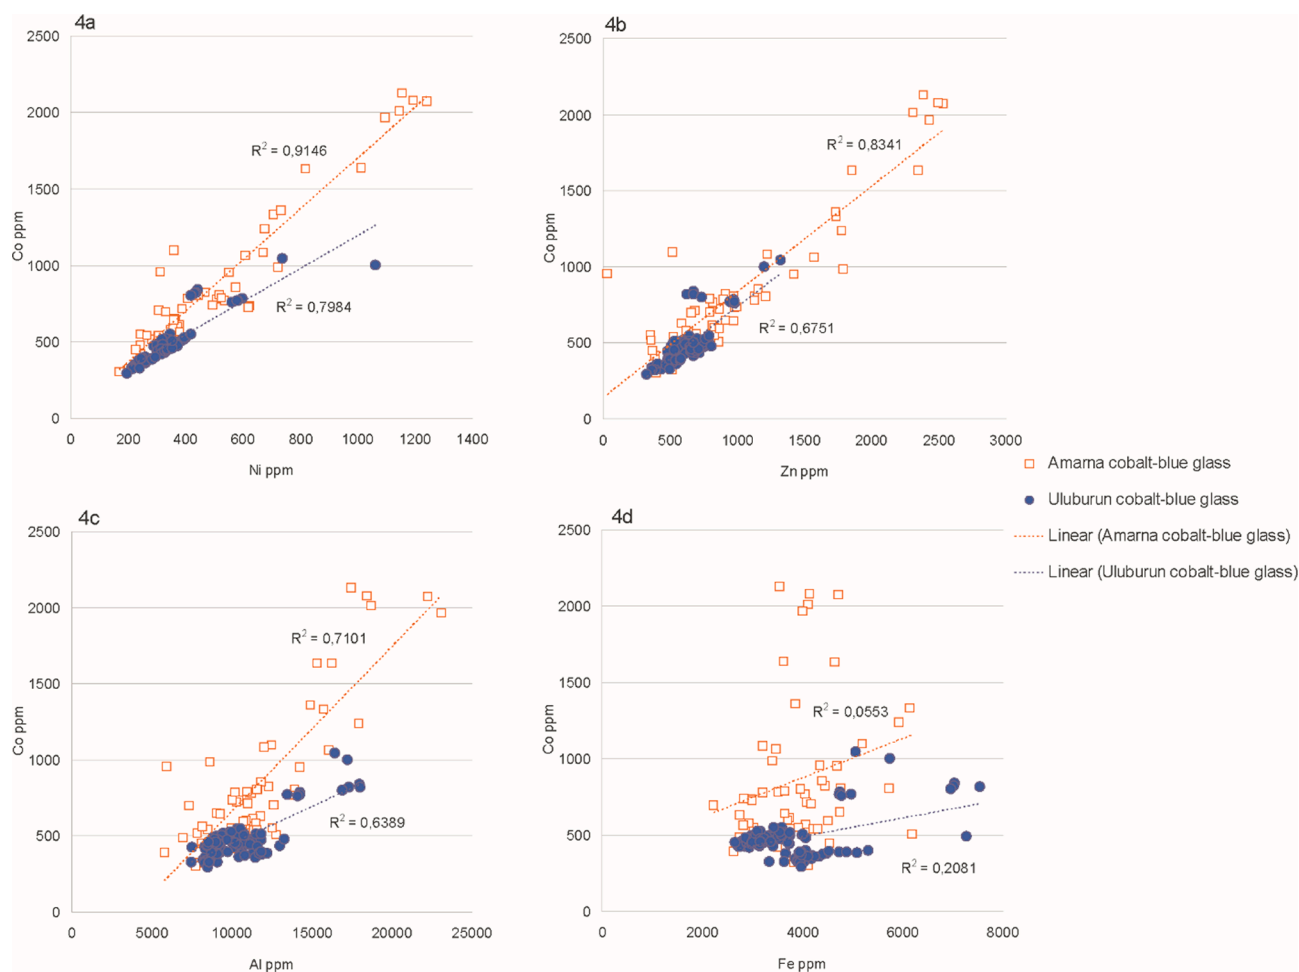 4a
2500
2000
1500
1000
500
0
Co ppm
R² = 0,9146
R² = 0,7984
0 200 400 600 800 1000 1200 1400
Ni ppm
4b
2500
2000
1500
1000
500
0
Co ppm
R² = 0,8341
R² = 0,6751
0 500 1000 1500 2000 2500 3000
Zn ppm
Amarna cobalt-blue glass
Uluburun cobalt-blue glass
Linear (Amarna cobalt-blue glass)
Linear (Uluburun cobalt-blue glass)
4c
2500
2000
1500
1000
500
0
Co ppm
R² = 0,7101
R² = 0,6389
0 5000 10000 15000 20000 25000
Al ppm
4d
2500
2000
1500
1000
500
0
Co ppm
R² = 0,0553
R² = 0,2081
0 2000 4000 6000 8000
Fe ppm